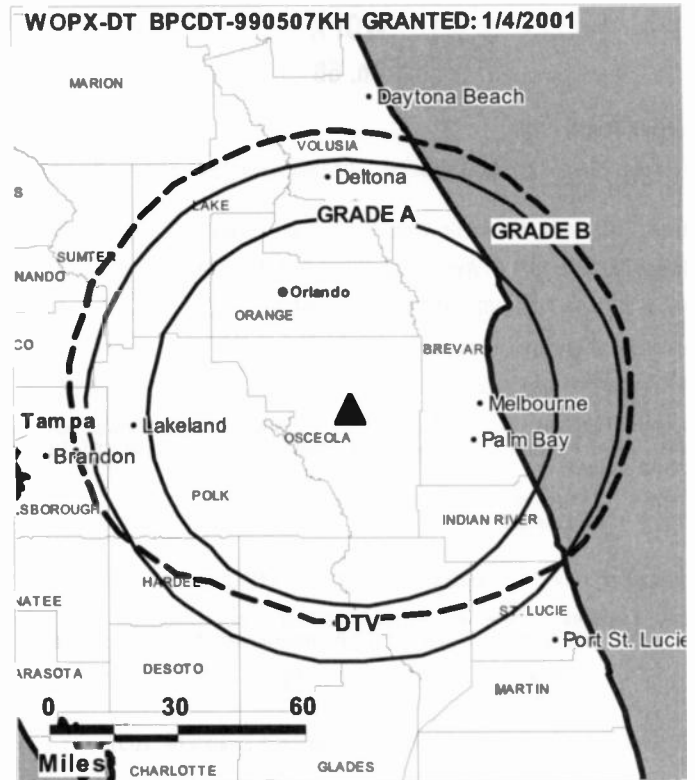 WOPX-DT BPCDT-990507KH GRANTED: 1/4/2001
MARION
Daytona Beach
VOLUSIA
Deltona
S
LAKE
GRADE A
GRADE B
SUMTER
NANDO
Orlando
ORANGE
CO
BREVAR
Melbourne
Tampa
Lakeland
OSCEOLA
Palm Bay
Brandon
POLK
LSBOROUGH
INDIAN RIVER
HARDEE
NATEE
ST. LUCIE
DTV
Port St. Lucie
ARASOTA
DESOTO
MARTIN
0 30 60
Miles
CHARLOTTE
GLADES